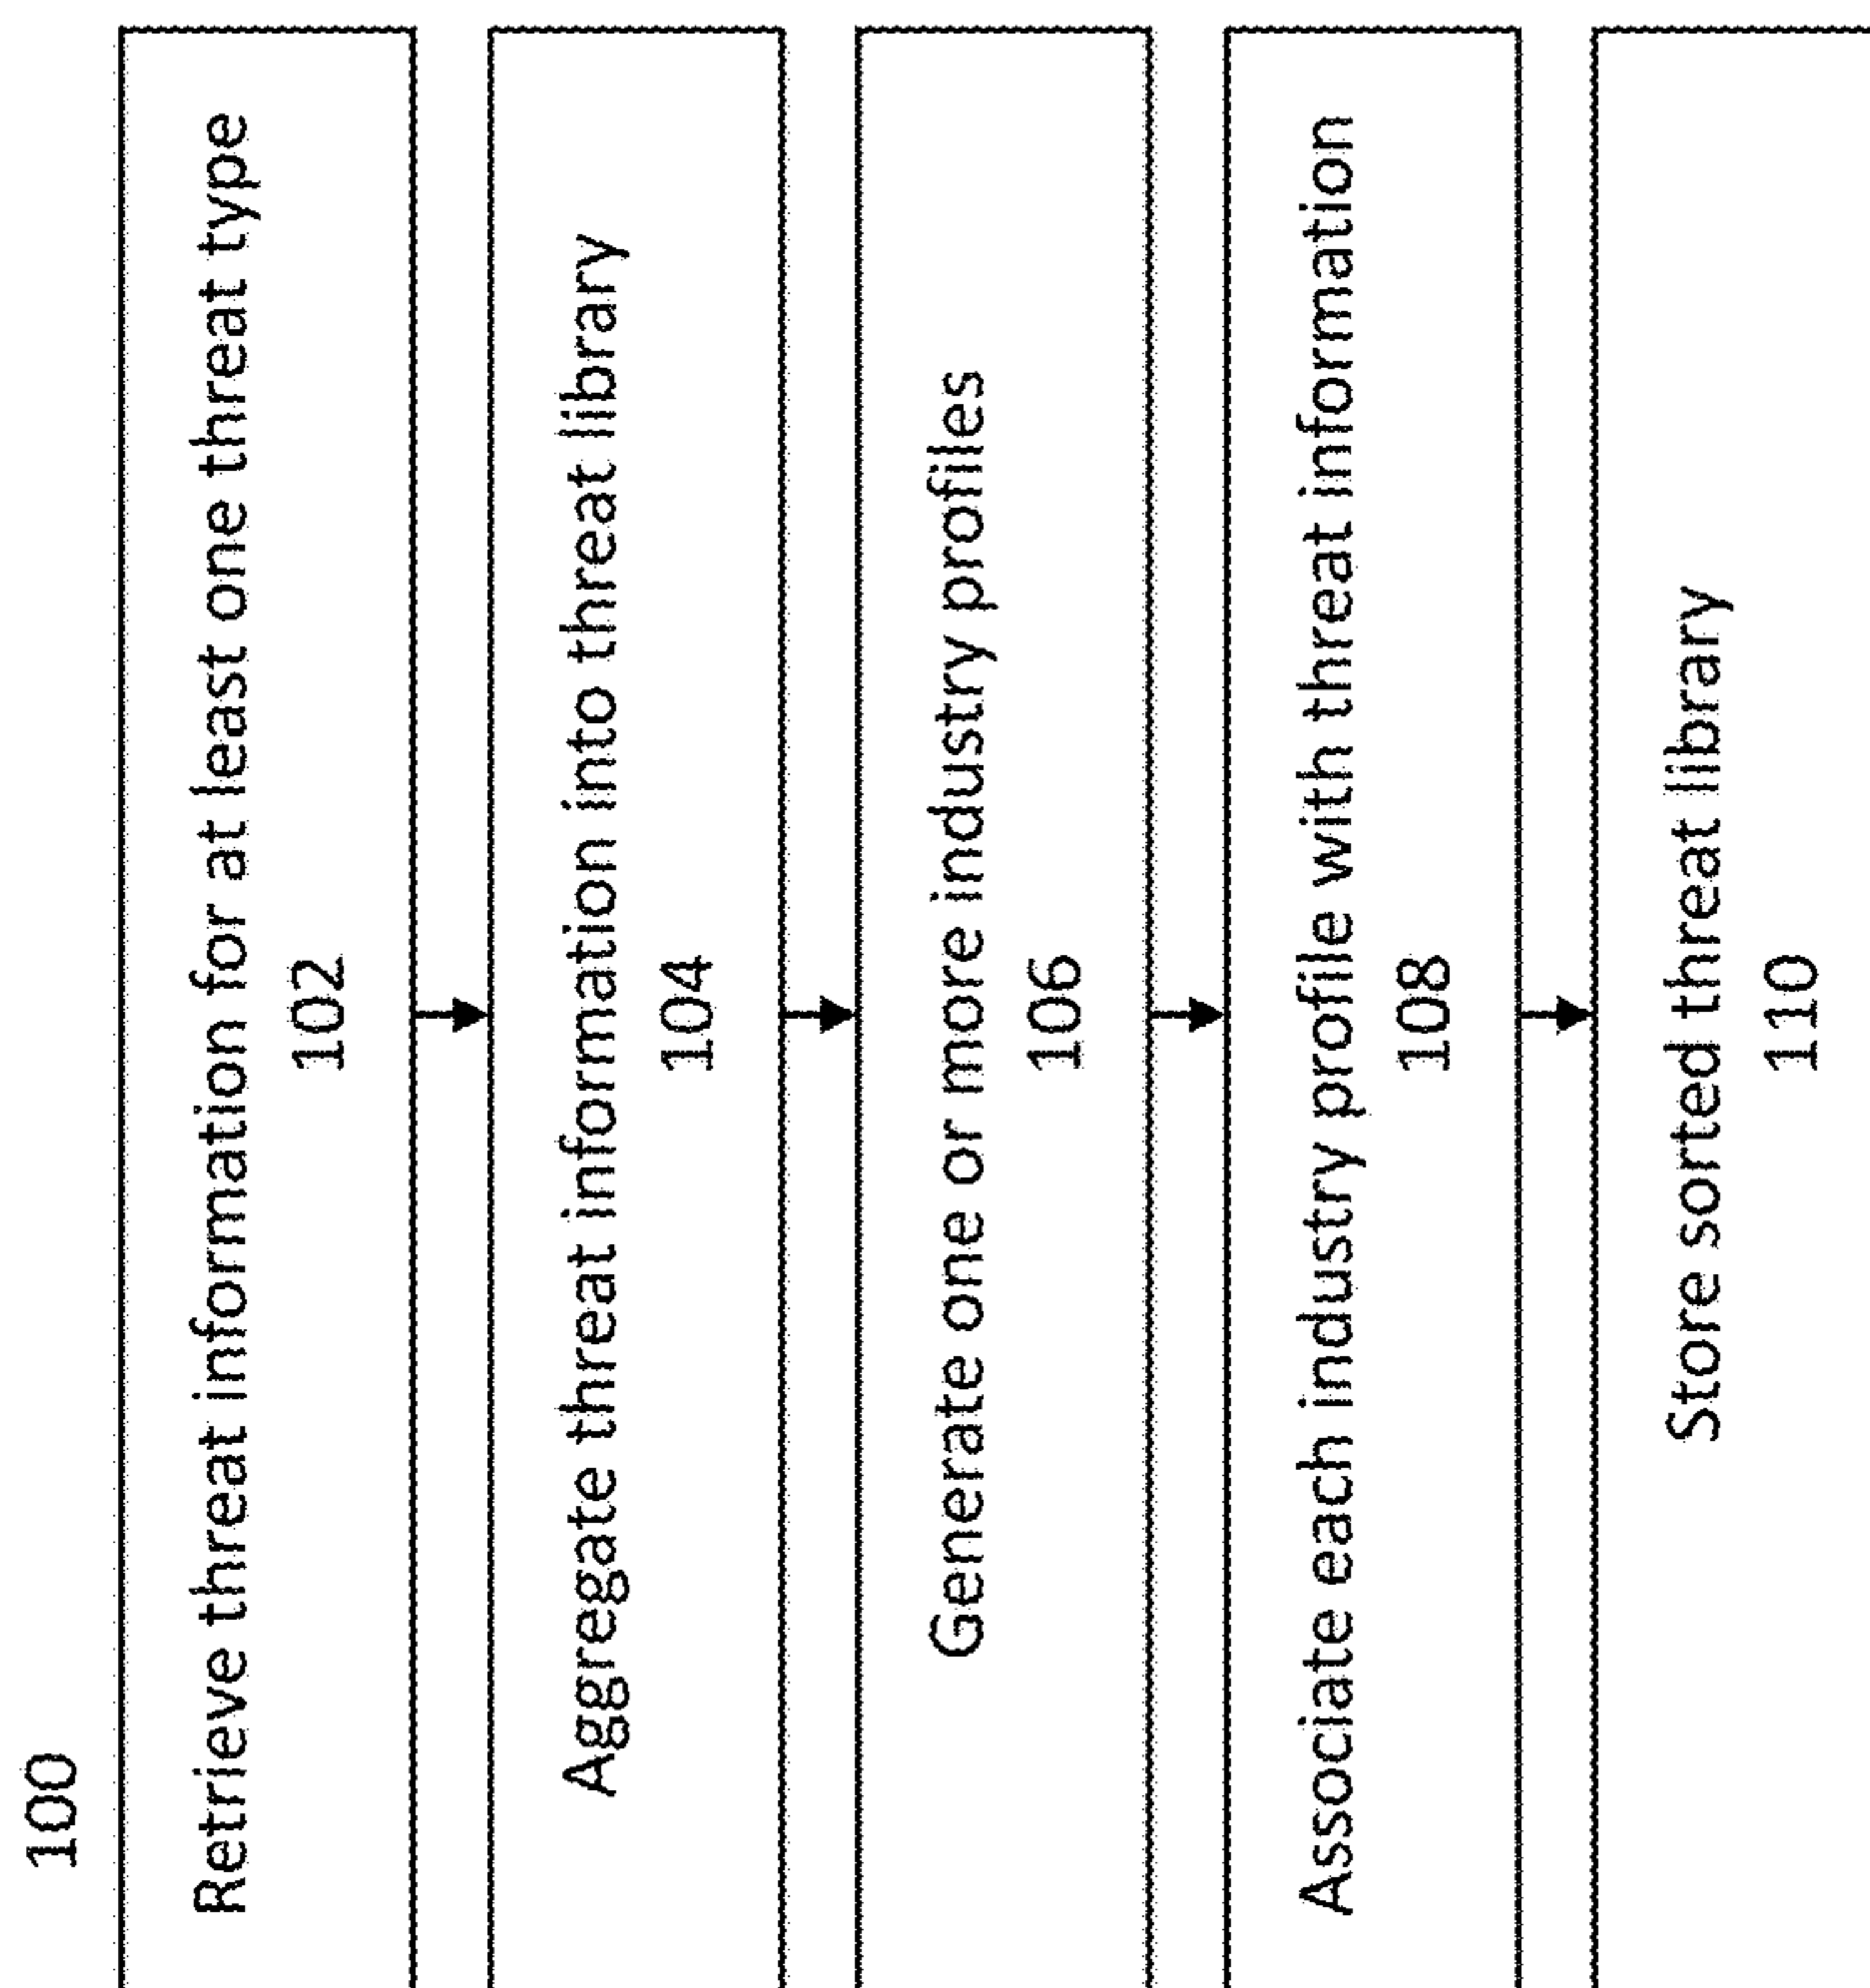 100
Retrieve threat information for at least one threat type
102
Aggregate threat information into threat library
104
Generate one or more industry profiles
106
Associate each industry profile with threat information
108
Store sorted threat library
110